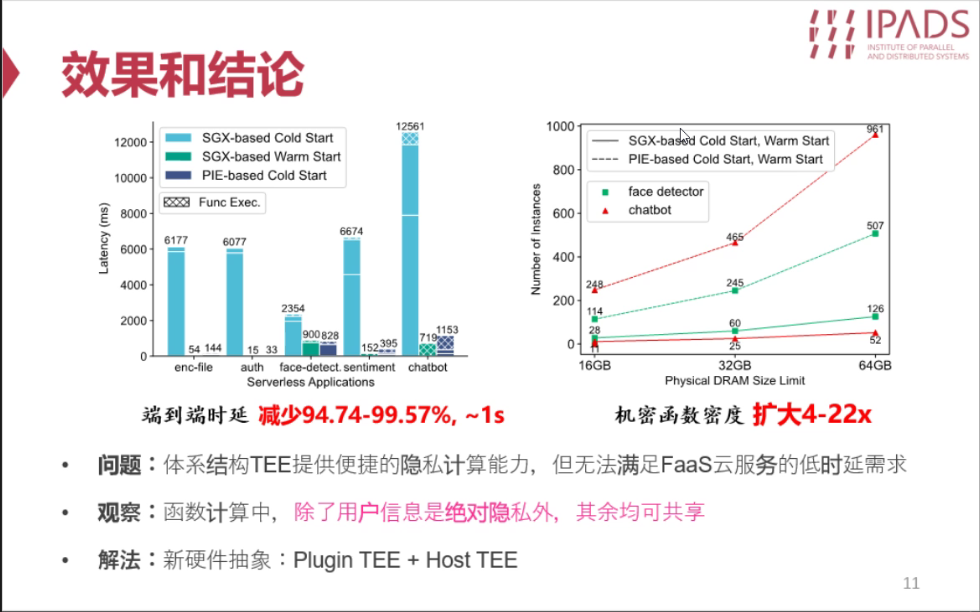 IPADS
INSTITUTE OF PARALLEL
AND DISTRIBUTED SYSTEMS
效果和结论
12000
10000
8000
6000
4000
2000
0
Latency (ms)
SGX-based Cold Start
SGX-based Warm Start
PIE-based Cold Start
Func Exec.
6177
54 144
6077
15 33
2354
900 828
6674
152 395
12561
719 1153
enc-file auth face-detect. sentiment chatbot
Serverless Applications
1000
800
600
400
200
0
Number of Instances
SGX-based Cold Start, Warm Start
PIE-based Cold Start, Warm Start
face detector
chatbot
248
465
961
114
245
507
28
60
126
11
25
52
16GB 32GB 64GB
Physical DRAM Size Limit
端到端时延 减少94.74-99.57%, ~1s
机密函数密度 扩大4-22x
• 问题：体系结构TEE提供便捷的隐私计算能力，但无法满足FaaS云服务的低时延需求
• 观察：函数计算中，除了用户信息是绝对隐私外，其余均可共享
• 解法：新硬件抽象：Plugin TEE + Host TEE
11